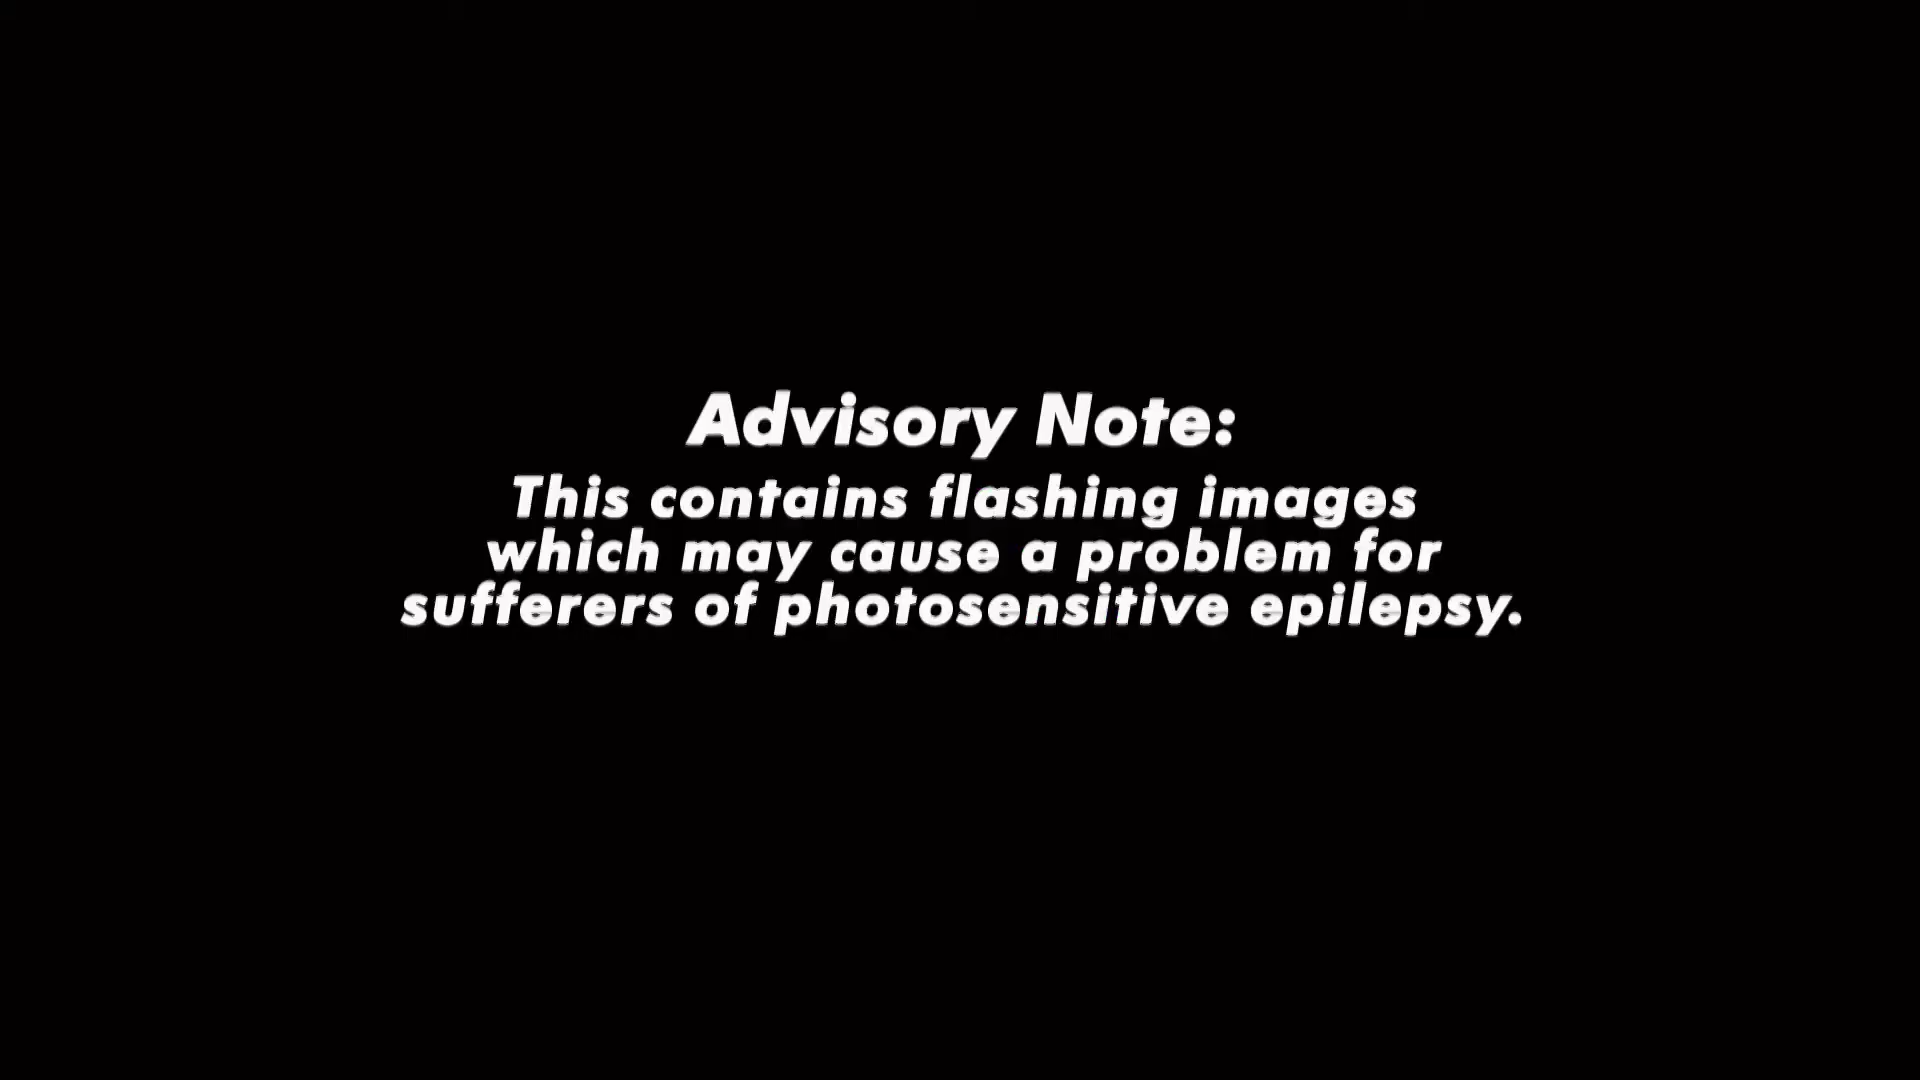 Advisory Note:
This contains flashing images
which may cause a problem for
sufferers of photosensitive epilepsy.